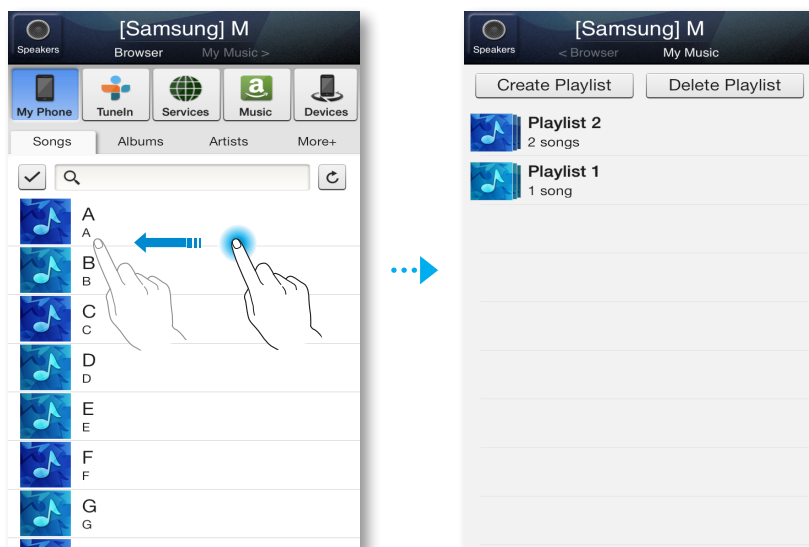 [Samsung] M
Speakers
Browser My Music >
My Phone TuneIn Services Music Devices
Songs Albums Artists More+
A
A
B
B
C
C
D
D
E
E
F
F
G
G
[Samsung] M
Speakers
< Browser My Music
Create Playlist Delete Playlist
Playlist 2
2 songs
Playlist 1
1 song